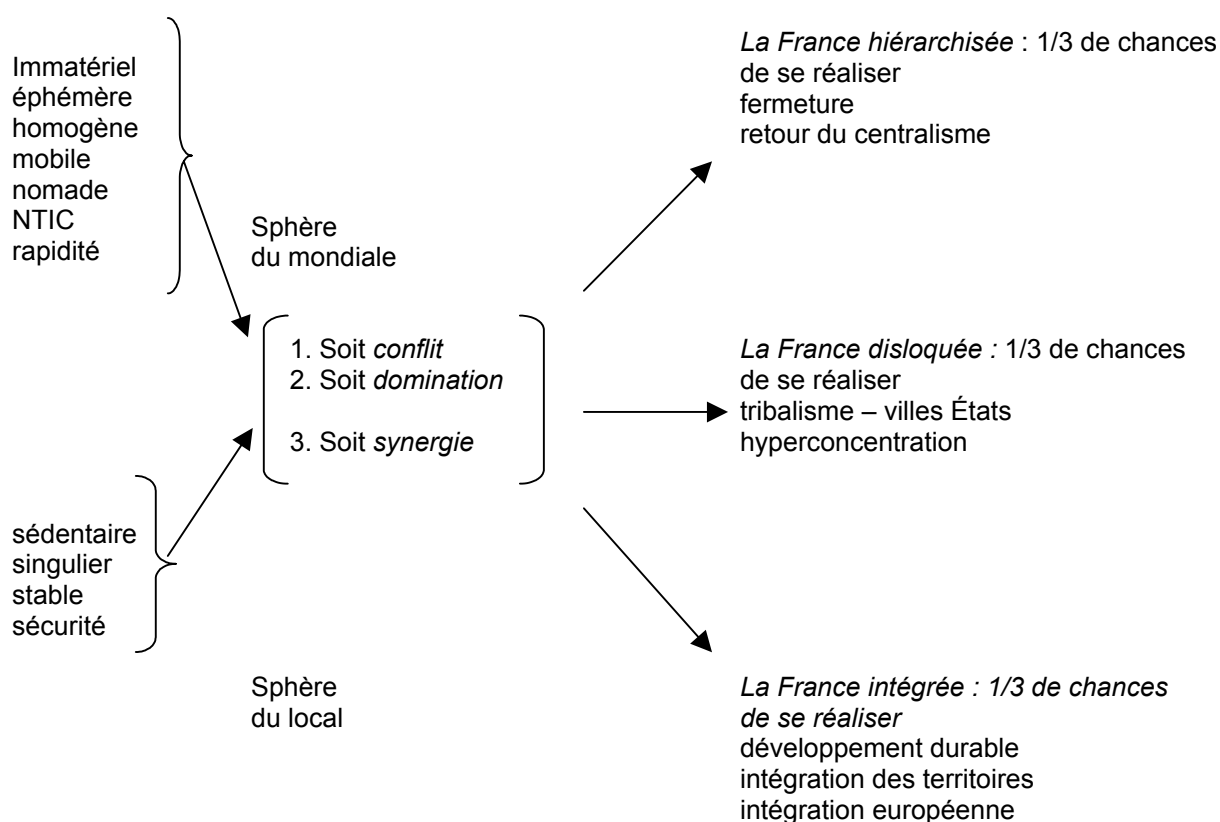 Immatériel
éphémère
homogène
mobile
nomade
NTIC
rapidité
sédentaire
singulier
stable
sécurité
Sphère
du mondiale
1. Soit conflit
2. Soit domination
3. Soit synergie
Sphère
du local
La France hiérarchisée : 1/3 de chances
de se réaliser
fermeture
retour du centralisme
La France disloquée : 1/3 de chances
de se réaliser
tribalisme – villes États
hyperconcentration
La France intégrée : 1/3 de chances
de se réaliser
développement durable
intégration des territoires
intégration européenne